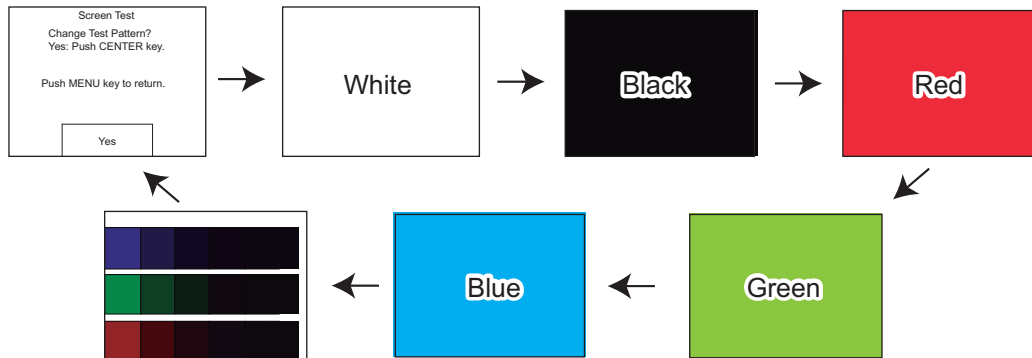 Screen Test
Change Test Pattern?
Yes: Push CENTER key.
Push MENU key to return.
Yes
White
Black
Red
Blue
Green